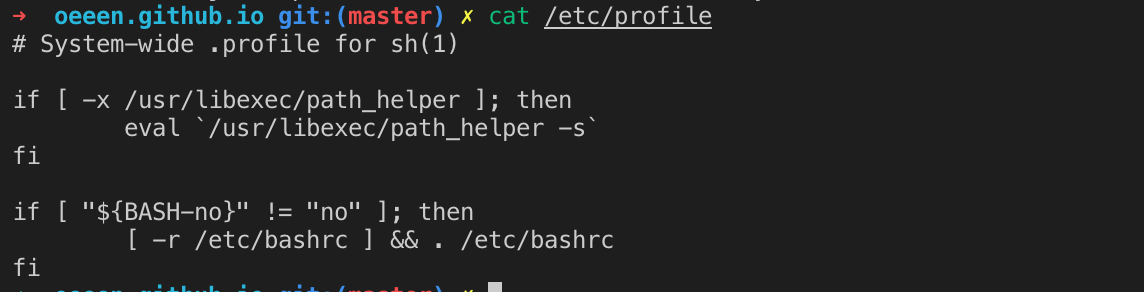 ➜  oeeen.github.io git:(master) ✗ cat /etc/profile
# System-wide .profile for sh(1)

if [ -x /usr/libexec/path_helper ]; then
        eval `/usr/libexec/path_helper -s`
fi

if [ "${BASH-no}" != "no" ]; then
        [ -r /etc/bashrc ] && . /etc/bashrc
fi
➜  oeeen.github.io git:(master) ✗